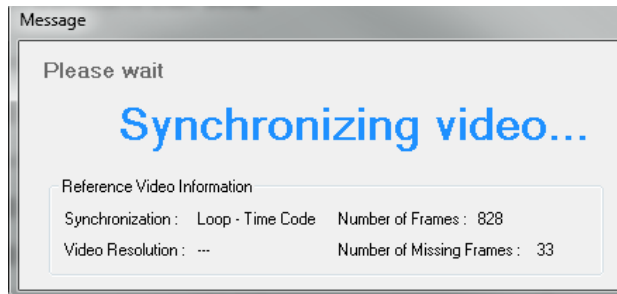 Message
Please wait
Synchronizing video...
Reference Video Information
Synchronization : Loop - Time Code Number of Frames : 828
Video Resolution : --- Number of Missing Frames : 33